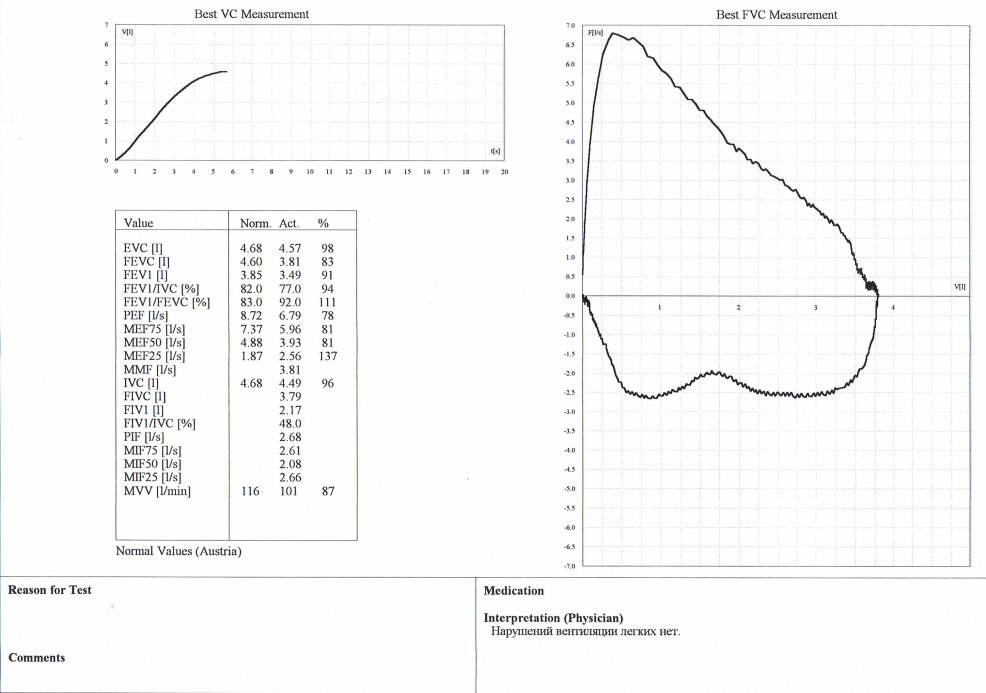 Best VC Measurement
V[l]
7
6
5
4
3
2
1
0
t[s]
0 1 2 3 4 5 6 7 8 9 10 11 12 13 14 15 16 17 18 19 20
Value Norm. Act. %
EVC [l] 4.68 4.57 98
FEVC [l] 4.60 3.81 83
FEV1 [l] 3.85 3.49 91
FEV1/IVC [%] 82.0 77.0 94
FEV1/FEVC [%] 83.0 92.0 111
PEF [l/s] 8.72 6.79 78
MEF75 [l/s] 7.37 5.96 81
MEF50 [l/s] 4.88 3.93 81
MEF25 [l/s] 1.87 2.56 137
MMF [l/s] 3.81
IVC [l] 4.68 4.49 96
FIVC [l] 3.79
FIV1 [l] 2.17
FIV1/IVC [%] 48.0
PIF [l/s] 2.68
MIF75 [l/s] 2.61
MIF50 [l/s] 2.08
MIF25 [l/s] 2.66
MVV [l/min] 116 101 87
Normal Values (Austria)
Best FVC Measurement
F[l/s]
7.0
6.5
6.0
5.5
5.0
4.5
4.0
3.5
3.0
2.5
2.0
1.5
1.0
0.5
0.0
V[l]
1 2 3 4
-0.5
-1.0
-1.5
-2.0
-2.5
-3.0
-3.5
-4.0
-4.5
-5.0
-5.5
-6.0
-6.5
-7.0
Reason for Test
Comments
Medication
Interpretation (Physician)
Нарушений вентиляции легких нет.